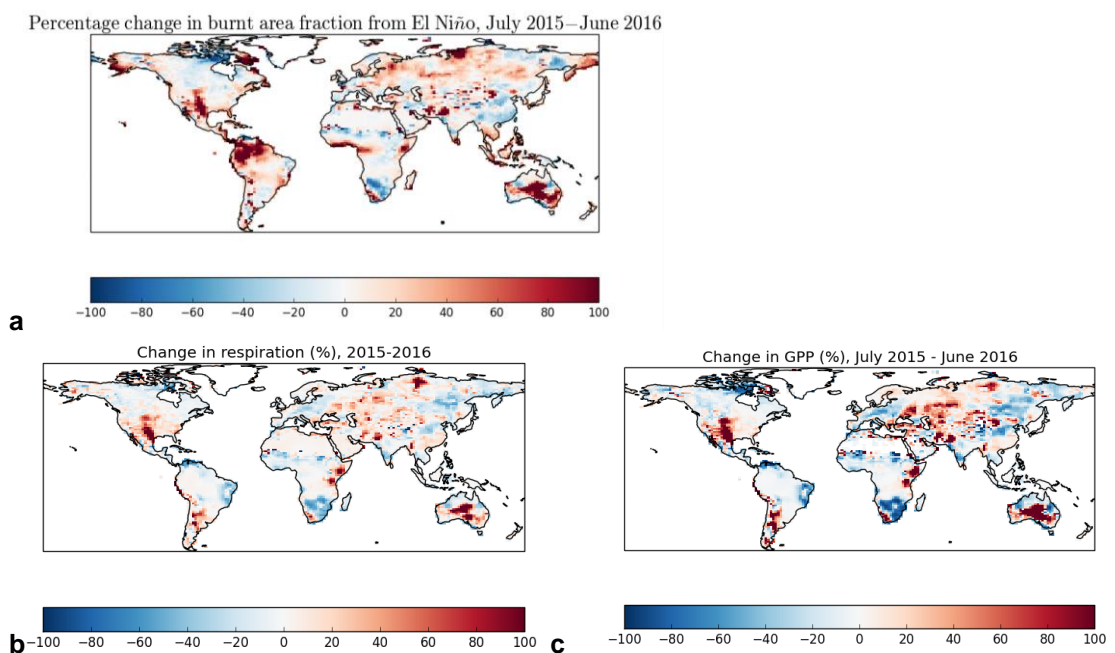 Percentage change in burnt area fraction from El Niño, July 2015−June 2016
−100 −80 −60 −40 −20 0 20 40 60 80 100
a
Change in respiration (%), 2015-2016
−100 −80 −60 −40 −20 0 20 40 60 80 100
b
Change in GPP (%), July 2015 - June 2016
−100 −80 −60 −40 −20 0 20 40 60 80 100
c